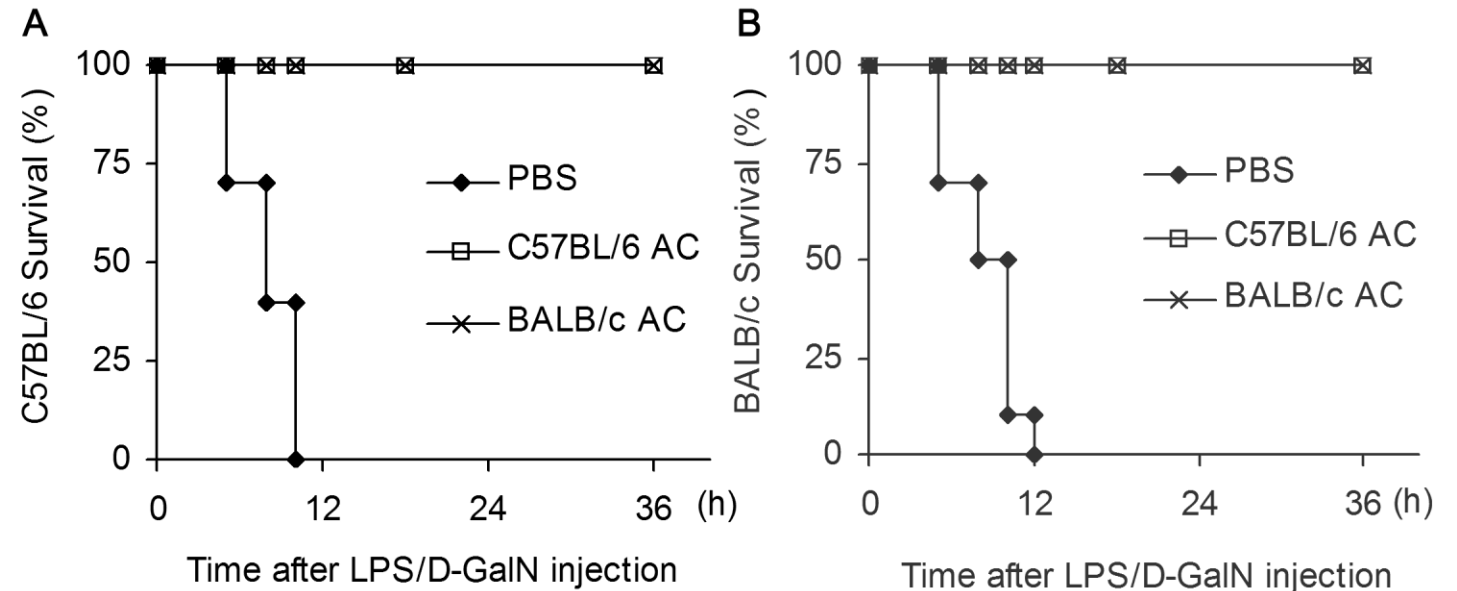 A
C57BL/6 Survival (%)
100
75
50
25
0
PBS
C57BL/6 AC
BALB/c AC
0 12 24 36 (h)
Time after LPS/D-GalN injection
B
BALB/c Survival (%)
100
75
50
25
0
PBS
C57BL/6 AC
BALB/c AC
0 12 24 36 (h)
Time after LPS/D-GalN injection